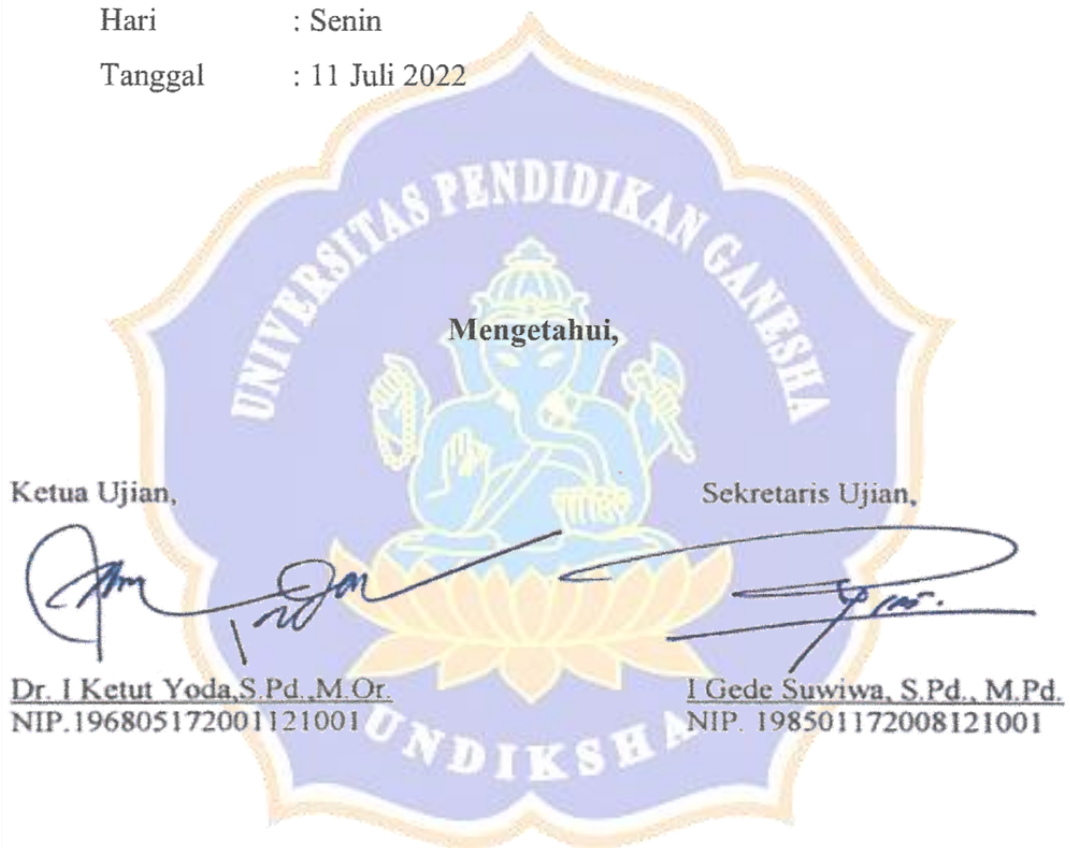 Hari : Senin
Tanggal : 11 Juli 2022
UNIVERSITAS PENDIDIKAN GANESHA
Mengetahui,
Ketua Ujian,
Sekretaris Ujian,
Dr. I Ketut Yoda,S.Pd.,M.Or.
I Gede Suwiwa, S.Pd., M.Pd.
NIP.196805172001121001
NIP. 198501172008121001
UNDIKSHA